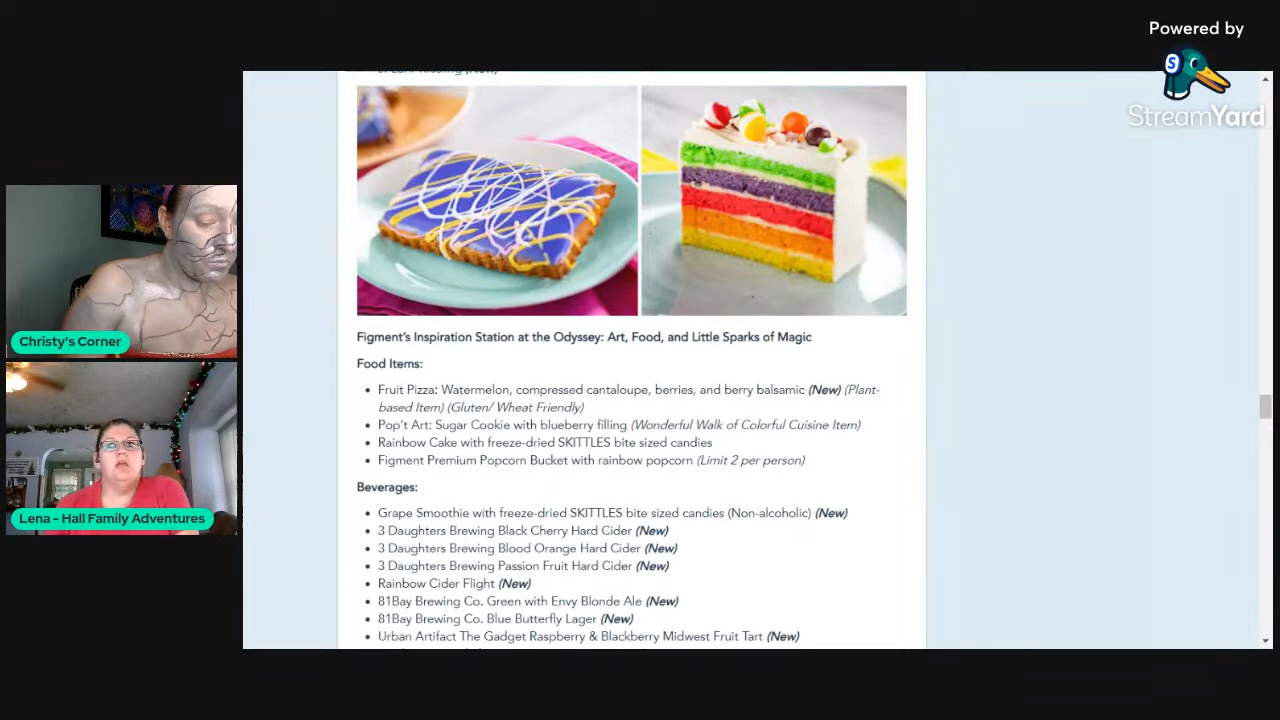 Powered by
S
StreamYard
(New)
Figment's Inspiration Station at the Odyssey: Art, Food, and Little Sparks of Magic
Food Items:
• Fruit Pizza: Watermelon, compressed cantaloupe, berries, and berry balsamic (New) (Plant-
based Item) (Gluten/ Wheat Friendly)
• Pop't Art: Sugar Cookie with blueberry filling (Wonderful Walk of Colorful Cuisine Item)
• Rainbow Cake with freeze-dried SKITTLES bite sized candies
• Figment Premium Popcorn Bucket with rainbow popcorn (Limit 2 per person)
Beverages:
• Grape Smoothie with freeze-dried SKITTLES bite sized candies (Non-alcoholic) (New)
• 3 Daughters Brewing Black Cherry Hard Cider (New)
• 3 Daughters Brewing Blood Orange Hard Cider (New)
• 3 Daughters Brewing Passion Fruit Hard Cider (New)
• Rainbow Cider Flight (New)
• 81Bay Brewing Co. Green with Envy Blonde Ale (New)
• 81Bay Brewing Co. Blue Butterfly Lager (New)
• Urban Artifact The Gadget Raspberry & Blackberry Midwest Fruit Tart (New)
Christy's Corner
Lena - Hall Family Adventures